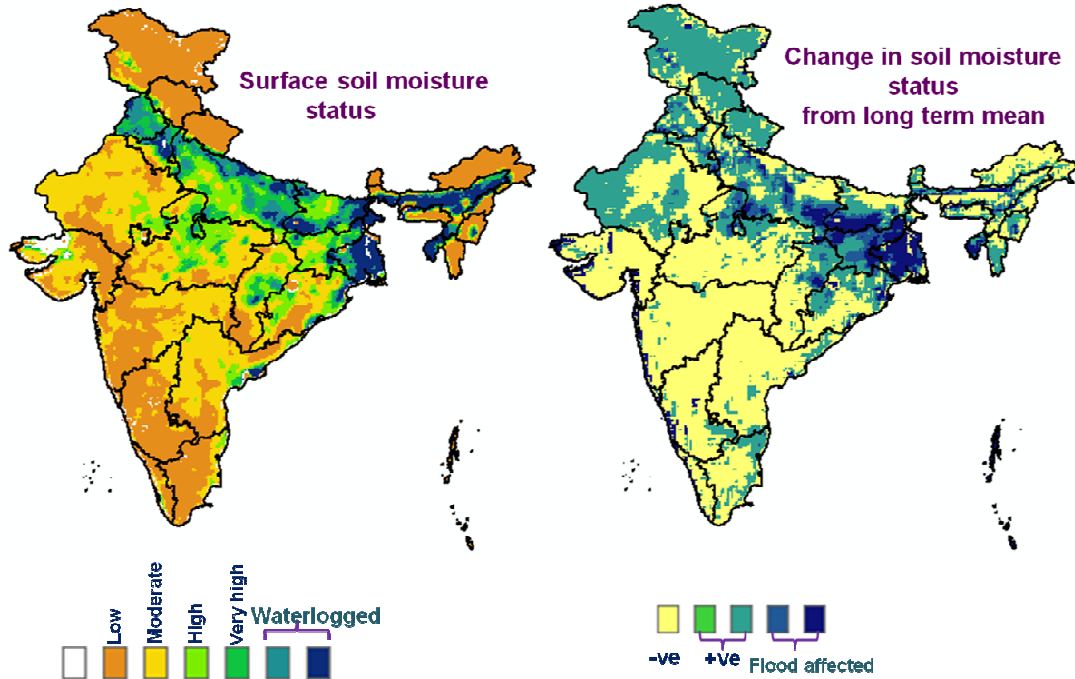 Surface soil moisture
status
Change in soil moisture
status
from long term mean
Low
Moderate
High
Very high
Waterlogged
-ve
+ve
Flood affected